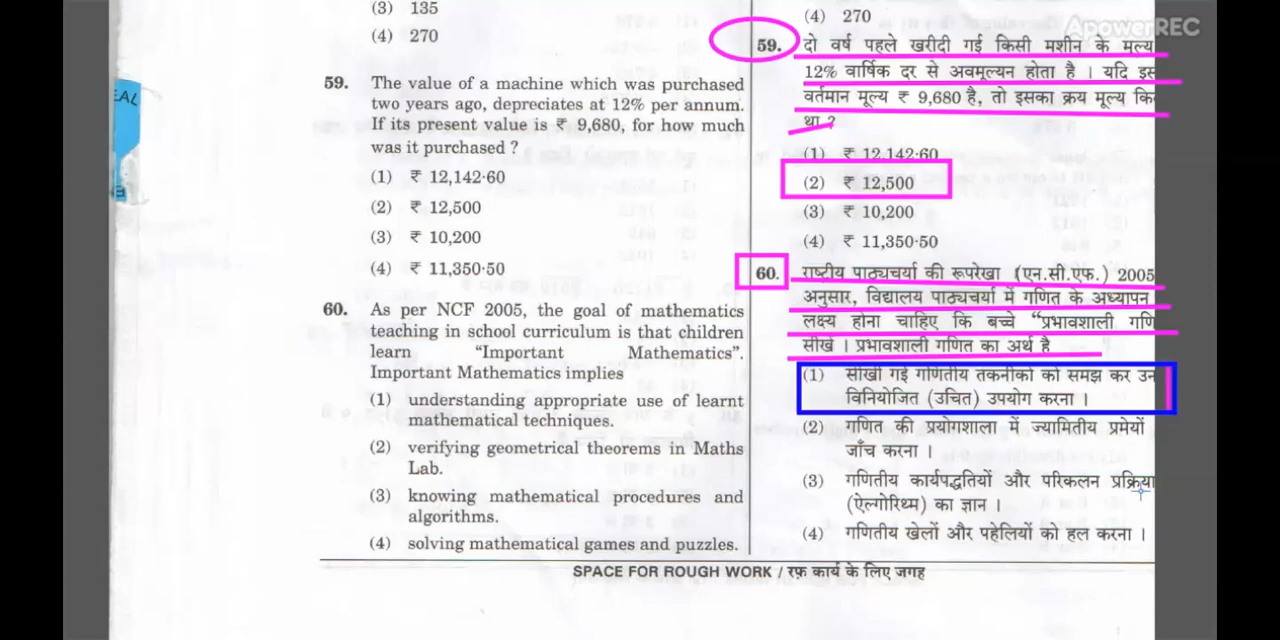 (3) 135
(4) 270
59. The value of a machine which was purchased
two years ago, depreciates at 12% per annum.
If its present value is ₹ 9,680, for how much
was it purchased ?
(1) ₹ 12,142·60
(2) ₹ 12,500
(3) ₹ 10,200
(4) ₹ 11,350·50
60. As per NCF 2005, the goal of mathematics
teaching in school curriculum is that children
learn "Important Mathematics".
Important Mathematics implies
(1) understanding appropriate use of learnt
mathematical techniques.
(2) verifying geometrical theorems in Maths
Lab.
(3) knowing mathematical procedures and
algorithms.
(4) solving mathematical games and puzzles.
(4) 270
ApowerREC
59. दो वर्ष पहले खरीदी गई किसी मशीन के मूल्य
12% वार्षिक दर से अवमूल्यन होता है । यदि
वर्तमान मूल्य ₹ 9,680 है, तो इसका क्रय मूल्य
था ?
(1) ₹ 12,142·60
(2) ₹ 12,500
(3) ₹ 10,200
(4) ₹ 11,350·50
60. राष्ट्रीय पाठ्यचर्या की रूपरेखा (एन.सी.एफ.) 2005
अनुसार, विद्यालय पाठ्यचर्या में गणित के अध्यापन
लक्ष्य होना चाहिए कि बच्चे "प्रभावशाली
सीखें । प्रभावशाली गणित का अर्थ है
(1) सीखी गई गणितीय तकनीकों को समझ कर
विनियोजित (उचित) उपयोग करना ।
(2) गणित की प्रयोगशाला में ज्यामितीय प्रमेयों
जाँच करना ।
(3) गणितीय कार्यपद्धतियों और परिकलन प्रक्रिया
(ऐल्गोरिथ्म) का ज्ञान ।
(4) गणितीय खेलों और पहेलियों को हल करना ।
SPACE FOR ROUGH WORK / रफ़ कार्य के लिए जगह